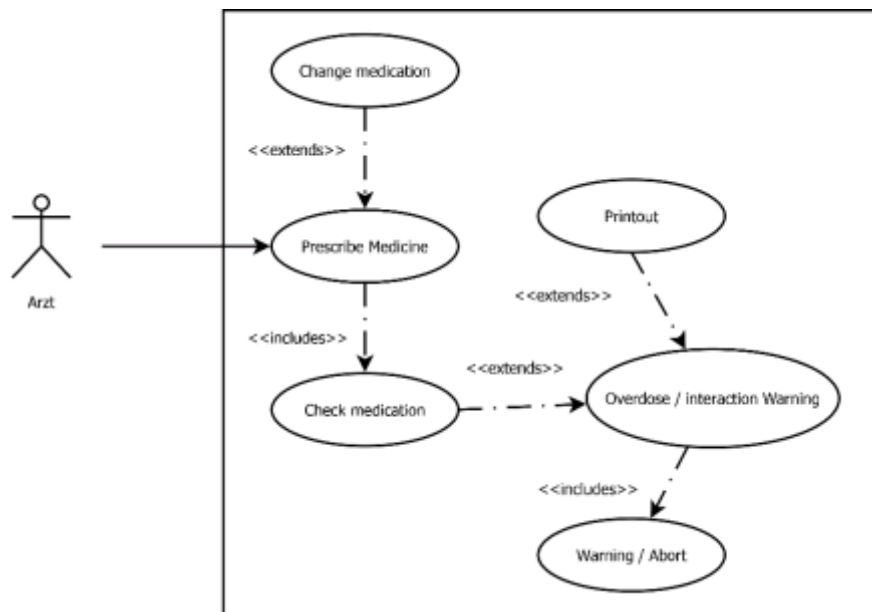 Change medication
<<extends>>
Printout
Prescribe Medicine
Arzt
<<extends>>
<<includes>>
<<extends>>
Overdose / interaction Warning
Check medication
<<includes>>
Warning / Abort